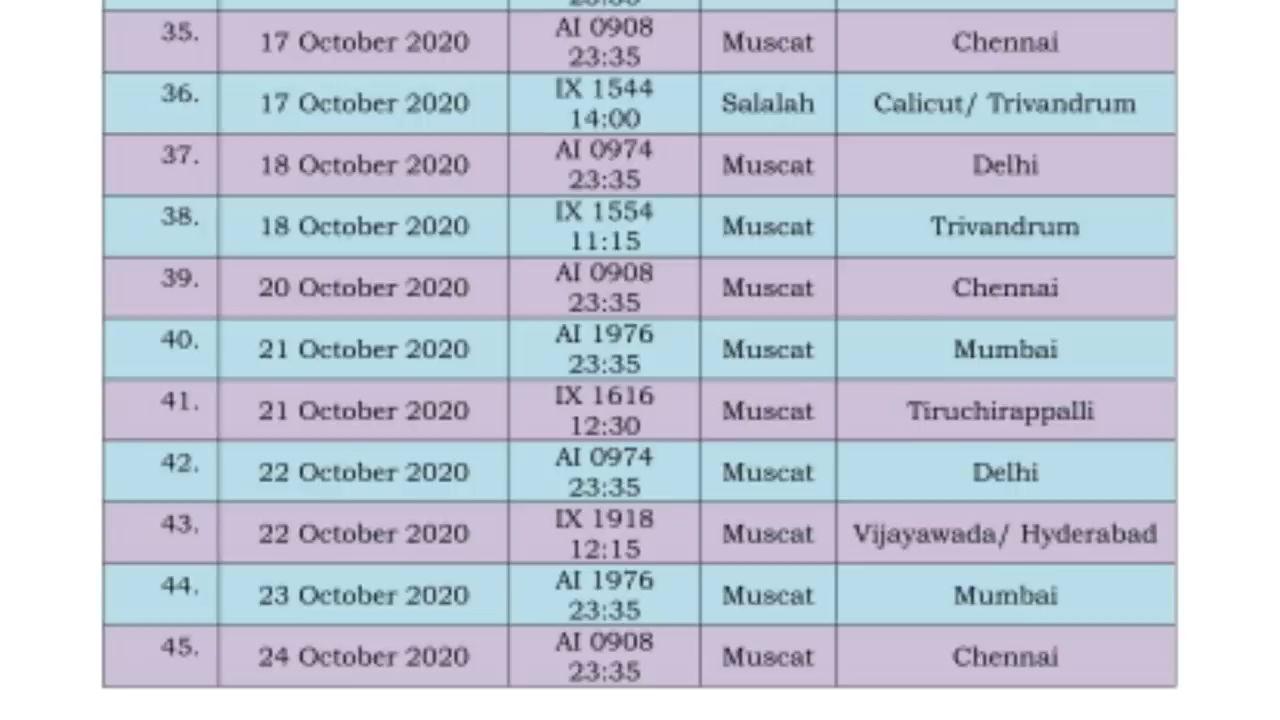 35. 17 October 2020 AI 0908 23:35 Muscat Chennai
36. 17 October 2020 IX 1544 14:00 Salalah Calicut/ Trivandrum
37. 18 October 2020 AI 0974 23:35 Muscat Delhi
38. 18 October 2020 IX 1554 11:15 Muscat Trivandrum
39. 20 October 2020 AI 0908 23:35 Muscat Chennai
40. 21 October 2020 AI 1976 23:35 Muscat Mumbai
41. 21 October 2020 IX 1616 12:30 Muscat Tiruchirappalli
42. 22 October 2020 AI 0974 23:35 Muscat Delhi
43. 22 October 2020 IX 1918 12:15 Muscat Vijayawada/ Hyderabad
44. 23 October 2020 AI 1976 23:35 Muscat Mumbai
45. 24 October 2020 AI 0908 23:35 Muscat Chennai